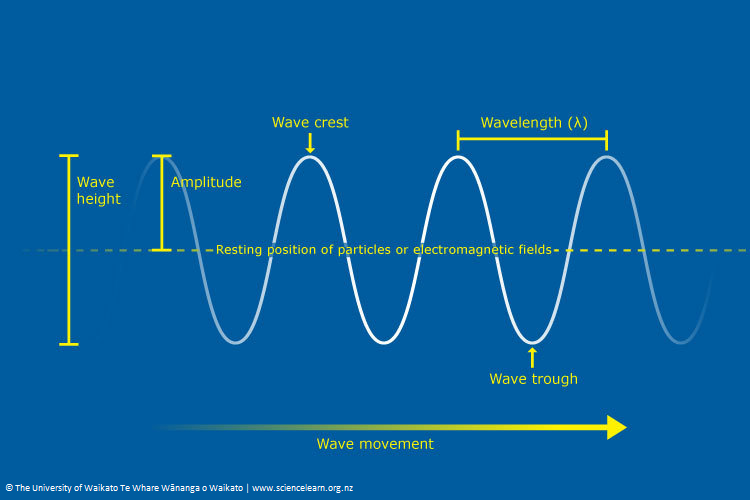 Wave crest
Wavelength (λ)
Wave
height
Amplitude
Resting position of particles or electromagnetic fields
Wave trough
Wave movement
© The University of Waikato Te Whare Wānanga o Waikato | www.sciencelearn.org.nz